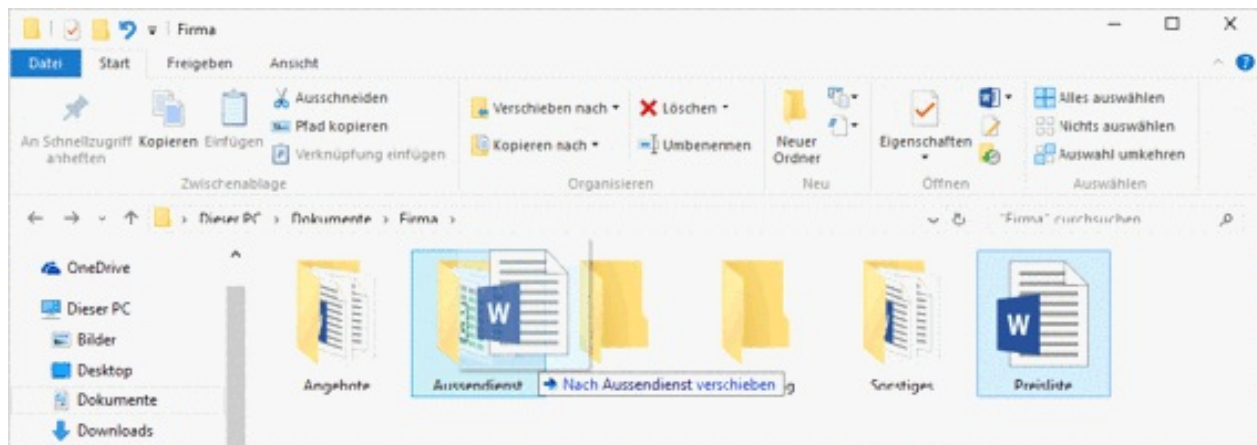 Firma
Datei Start Freigeben Ansicht
An Schnellzugriff anheften
Kopieren
Einfügen
Ausschneiden
Pfad kopieren
Verknüpfung einfügen
Zwischenablage
Verschieben nach
Kopieren nach
Löschen
Umbenennen
Organisieren
Neuer
Ordner
Neu
Eigenschaften
Öffnen
Alles auswählen
Nichts auswählen
Auswahl umkehren
Auswählen
Dieser PC > Dokumente > Firma >
"Firma" durchsuchen
OneDrive
Dieser PC
Bilder
Desktop
Dokumente
Downloads
Angebote
Aussendienst
Nach Aussendienst verschieben
Sonstiges
W
W
Preisliste